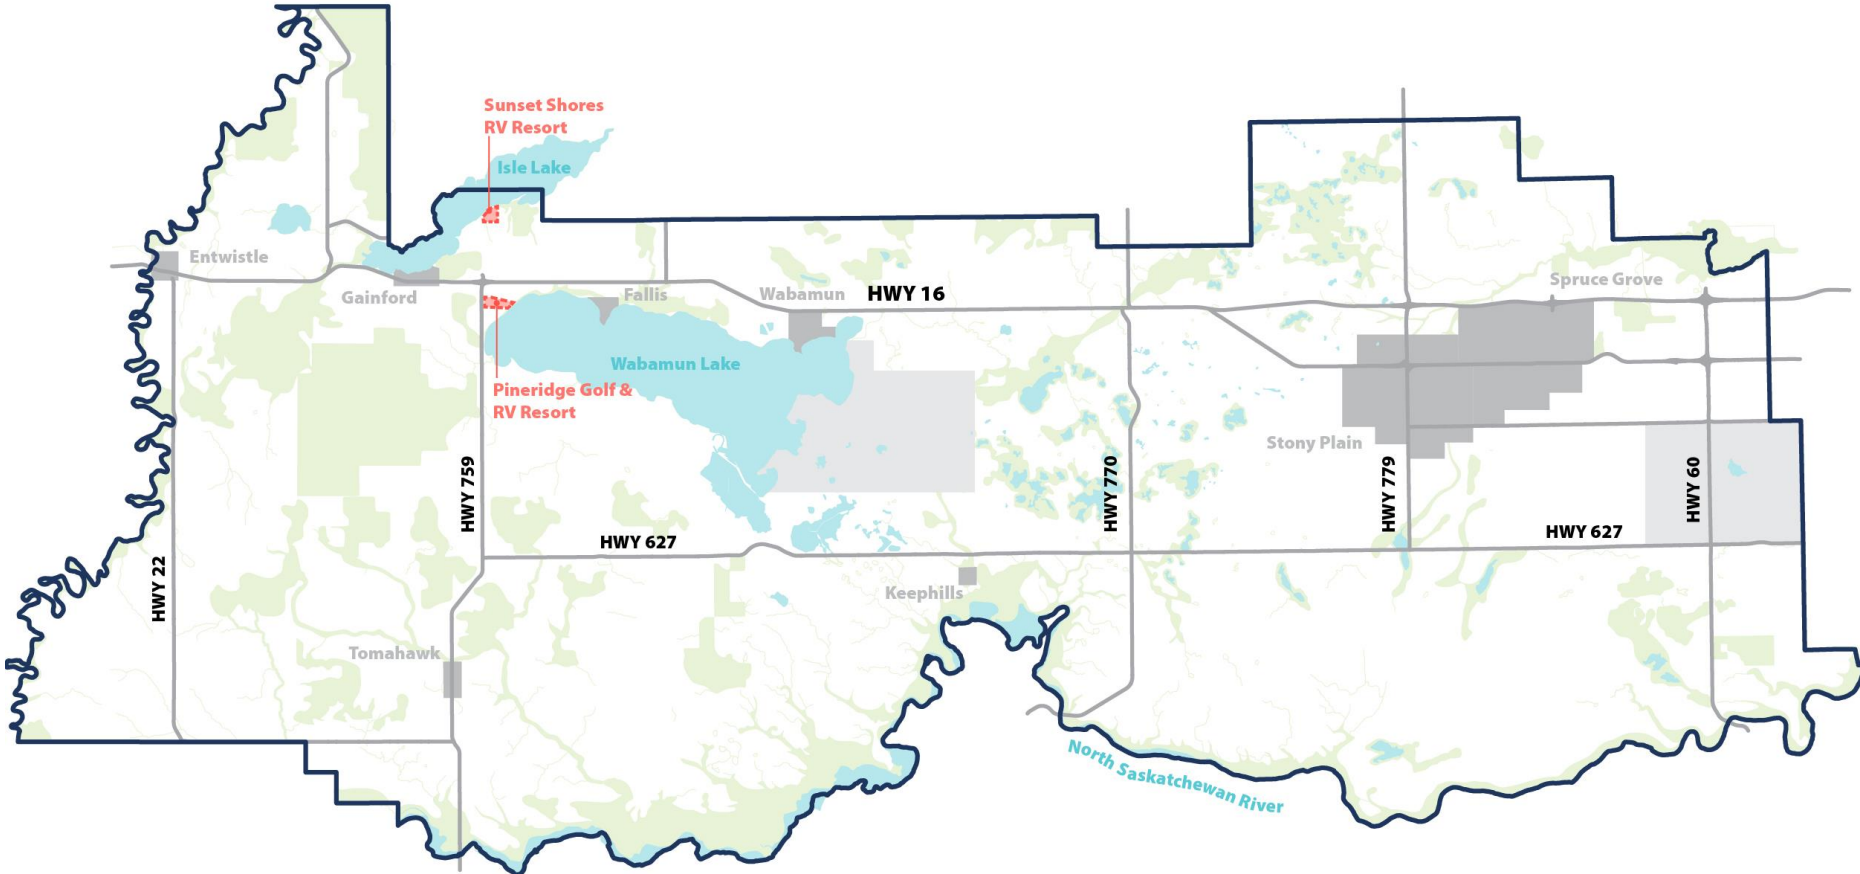 Sunset Shores
RV Resort
Isle Lake
Entwistle
Gainford
Fallis
Wabamun
HWY 16
Spruce Grove
Wabamun Lake
Pineridge Golf &
RV Resort
Stony Plain
HWY 759
HWY 770
HWY 779
HWY 60
HWY 627
HWY 627
HWY 22
Keephills
Tomahawk
North Saskatchewan River